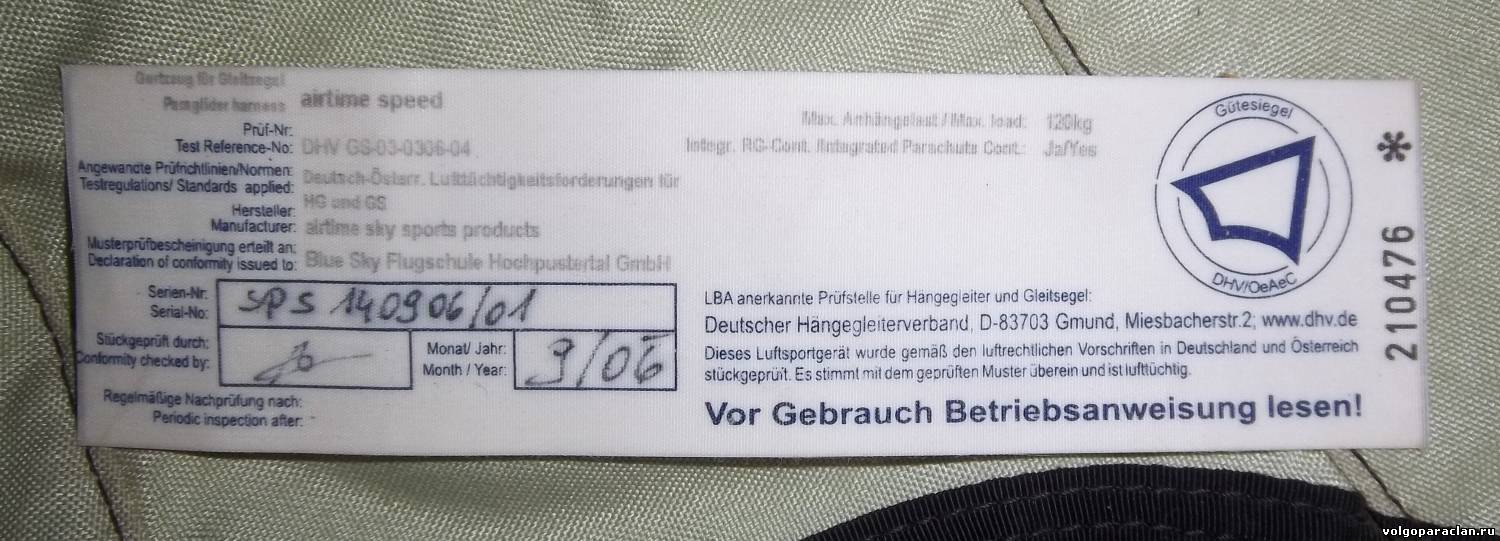 Gurtzeug für Gleitsegel
Paraglider harness airtime speed
Prüf-Nr:
Test Reference-No: DHV GS-03-0306-04
Angewandte Prüfrichtlinien/Normen:
Testregulations/ Standards applied: Deutsch-Österr. Lufttüchtigkeitsforderungen für
HG und GS
Hersteller:
Manufacturer: airtime sky sports products
Musterprüfbescheinigung erteilt an:
Declaration of conformity issued to: Blue Sky Flugschule Hochpustertal GmbH
Serien-Nr.
Serial-No: SPS 140906/01
Stückgeprüft durch:
Conformity checked by:
Monat/ Jahr:
Month / Year: 9/06
Regelmäßige Nachprüfung nach:
Periodic inspection after:
Max. Anhängelast / Max. load: 120kg
Integr. RG-Cont. /Integrated Parachute Cont.: Ja/Yes
LBA anerkannte Prüfstelle für Hängegleiter und Gleitsegel:
Deutscher Hängegleiterverband, D-83703 Gmund, Miesbacherstr.2; www.dhv.de
Dieses Luftsportgerät wurde gemäß den luftrechtlichen Vorschriften in Deutschland und Österreich
stückgeprüft. Es stimmt mit dem geprüften Muster überein und ist lufttüchtig.
Vor Gebrauch Betriebsanweisung lesen!
Gütesiegel
DHV/OeAeC
210476 *
volgoparaclan.ru